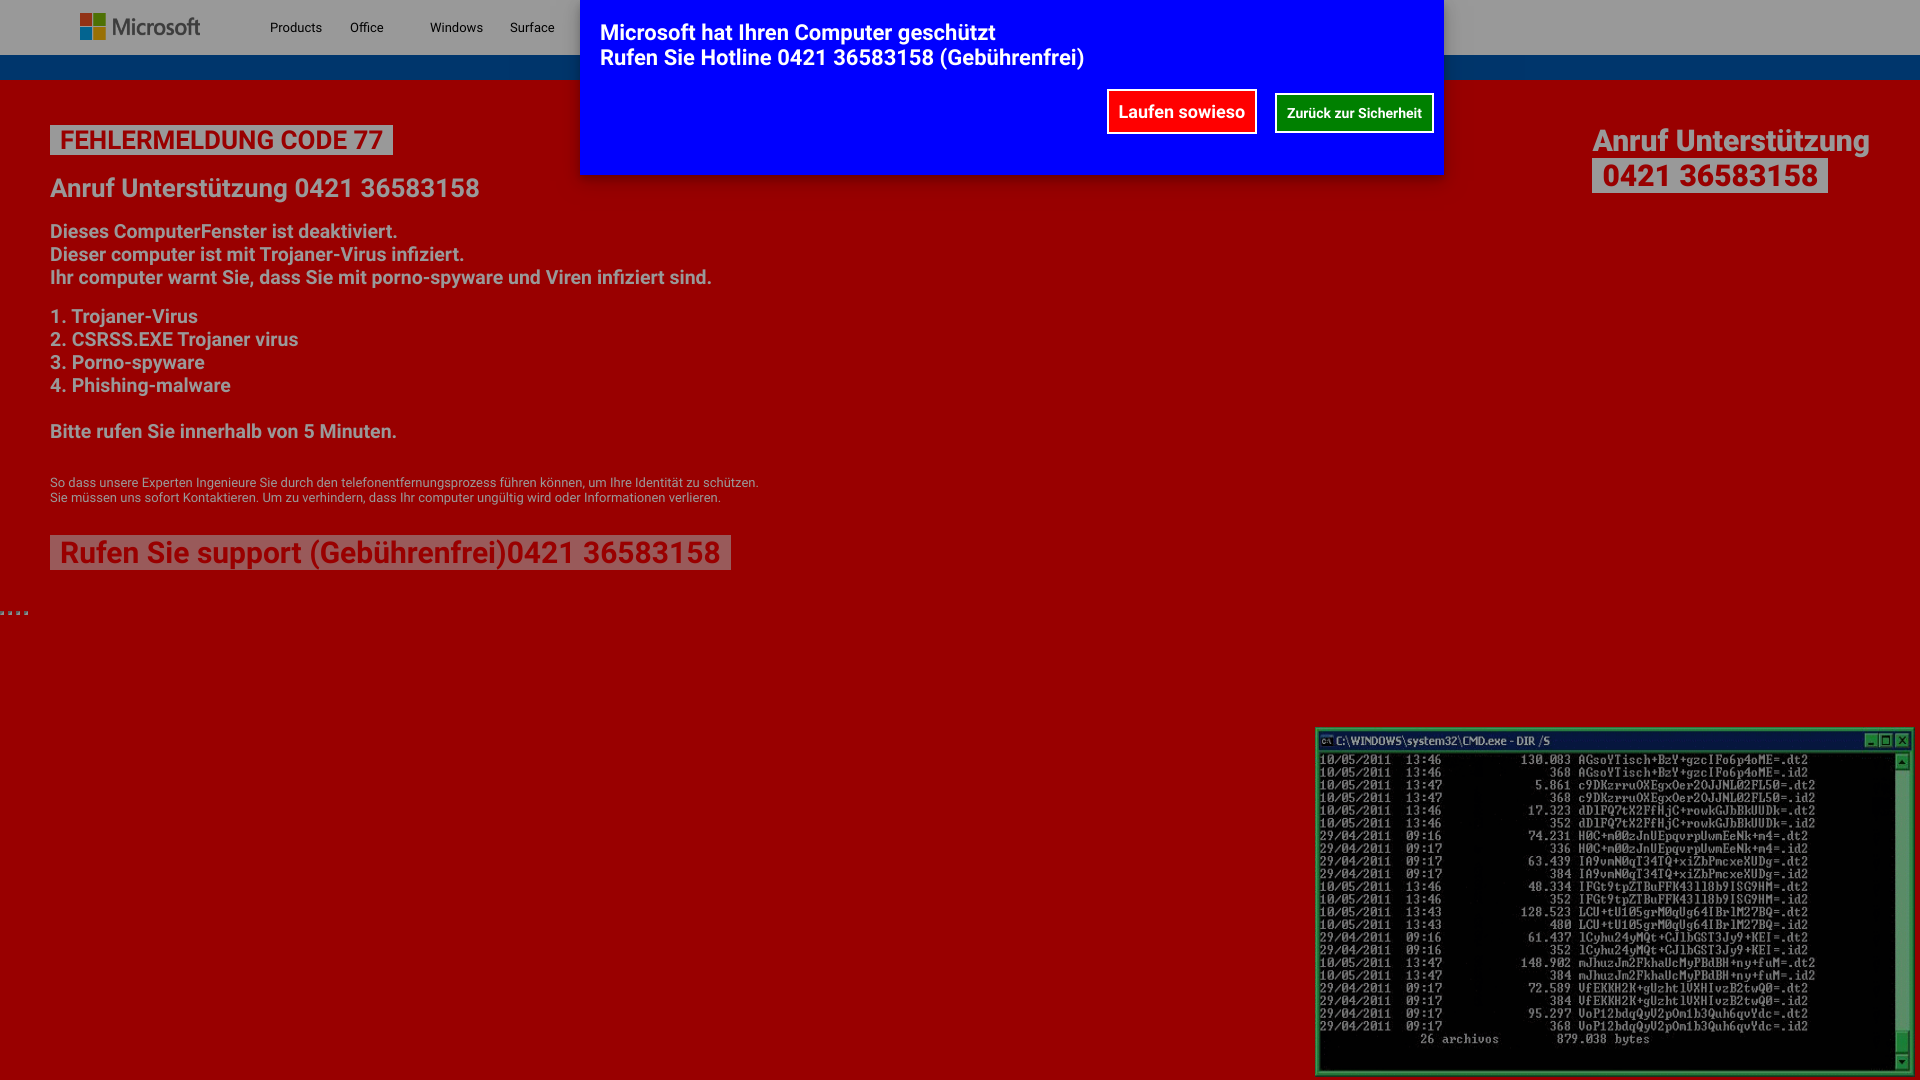 Microsoft
Products Office Windows Surface
Microsoft hat Ihren Computer geschützt
Rufen Sie Hotline 0421 36583158 (Gebührenfrei)
Laufen sowieso
Zurück zur Sicherheit
FEHLERMELDUNG CODE 77
Anruf Unterstützung 0421 36583158
Dieses ComputerFenster ist deaktiviert.
Dieser computer ist mit Trojaner-Virus infiziert.
Ihr computer warnt Sie, dass Sie mit porno-spyware und Viren infiziert sind.
1. Trojaner-Virus
2. CSRSS.EXE Trojaner virus
3. Porno-spyware
4. Phishing-malware
Bitte rufen Sie innerhalb von 5 Minuten.
So dass unsere Experten Ingenieure Sie durch den telefonentfernungsprozess führen können, um Ihre Identität zu schützen.
Sie müssen uns sofort Kontaktieren. Um zu verhindern, dass Ihr computer ungültig wird oder Informationen verlieren.
Rufen Sie support (Gebührenfrei)0421 36583158
Anruf Unterstützung
0421 36583158
C:\WINDOWS\system32\CMD.exe - DIR /S
10/05/2011 13:46 130.083 AGsoYTisch+BzY+gzcIFo6p4oME=.dt2
10/05/2011 13:46 368 AGsoYTisch+BzY+gzcIFo6p4oME=.id2
10/05/2011 13:47 5.861 c9DKzrruOXEgxOer2OJJNL02FL50=.dt2
10/05/2011 13:47 368 c9DKzrruOXEgxOer2OJJNL02FL50=.id2
10/05/2011 13:46 17.323 dDlFQ7tX2FfHjC+rowkGJbBkUUDk=.dt2
10/05/2011 13:46 352 dDlFQ7tX2FfHjC+rowkGJbBkUUDk=.id2
29/04/2011 09:16 74.231 H0C+m00zJnUEpqvrpUwmEeNk+m4=.dt2
29/04/2011 09:17 336 H0C+m00zJnUEpqvrpUwmEeNk+m4=.id2
29/04/2011 09:17 63.439 IA9vmN0qT34TQ+xiZbPmcxeXUDg=.dt2
29/04/2011 09:17 384 IA9vmN0qT34TQ+xiZbPmcxeXUDg=.id2
10/05/2011 13:46 48.334 IFGt9tpZTBuFFK43ll8b9ISG9HM=.dt2
10/05/2011 13:46 352 IFGt9tpZTBuFFK43ll8b9ISG9HM=.id2
10/05/2011 13:43 128.523 LCU+tU105grM0qUg64IBrlM27BQ=.dt2
10/05/2011 13:43 480 LCU+tU105grM0qUg64IBrlM27BQ=.id2
29/04/2011 09:16 61.437 lCyhu24yMQt+CJlbGST3Jy9+KEI=.dt2
29/04/2011 09:16 352 lCyhu24yMQt+CJlbGST3Jy9+KEI=.id2
10/05/2011 13:47 148.902 mJhuzJm2FkhaUcMyPBdBH+ny+fuM=.dt2
10/05/2011 13:47 384 mJhuzJm2FkhaUcMyPBdBH+ny+fuM=.id2
29/04/2011 09:17 72.589 VfEKKH2K+gUzhtlVXHIvzB2twQ0=.dt2
29/04/2011 09:17 384 VfEKKH2K+gUzhtlVXHIvzB2twQ0=.id2
29/04/2011 09:17 95.297 VoP12bdqQyV2pOm1b3Quh6qvYdc=.dt2
29/04/2011 09:17 368 VoP12bdqQyV2pOm1b3Quh6qvYdc=.id2
26 archivos 879.038 bytes